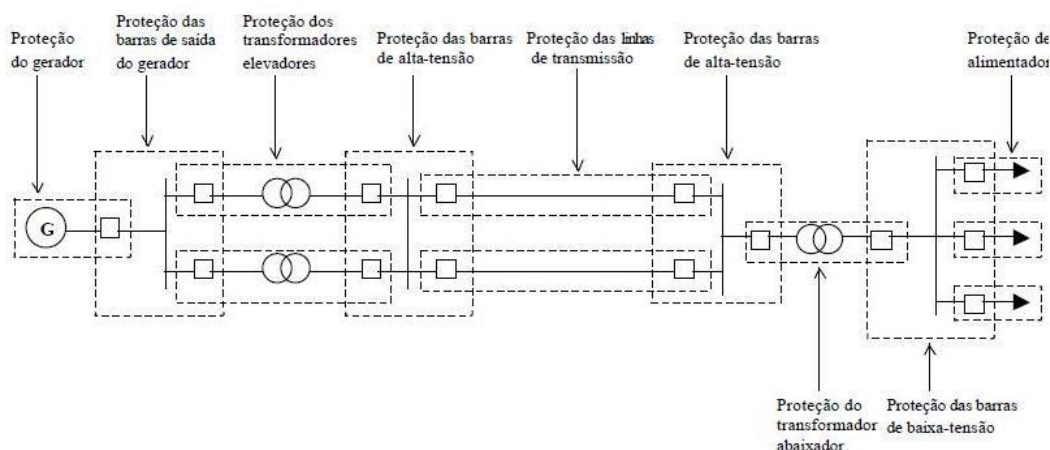 Proteção
do gerador
Proteção das
barras de saída
do gerador
Proteção dos
transformadores
elevadores
Proteção das barras
de alta-tensão
Proteção das linhas
de transmissão
Proteção das barras
de alta-tensão
Proteção de
alimentador
G
Proteção do
transformador
abaixador
Proteção das barras
de baixa-tensão